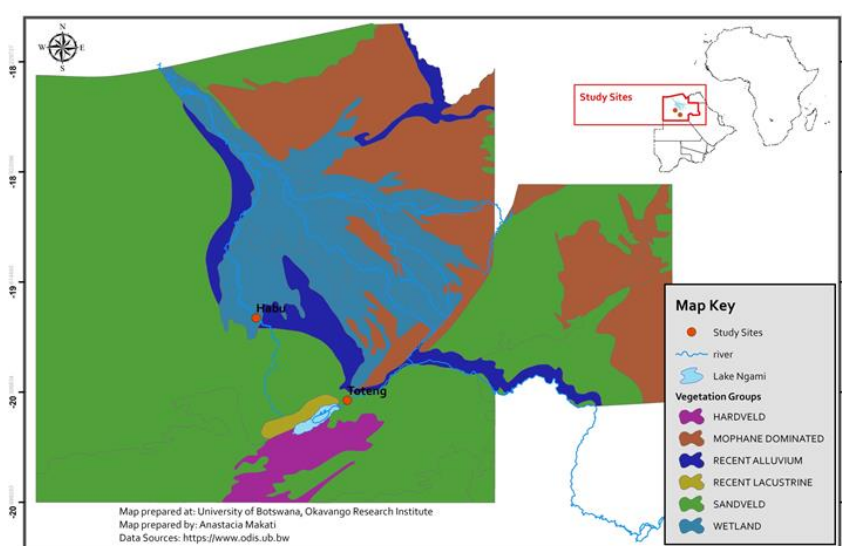 N
W E
S
-18
-18
-19
-20
-20
Study Sites
Habu
Toteng
Map Key
Study Sites
river
Lake Ngami
Vegetation Groups
HARDVELD
MOPHANE DOMINATED
RECENT ALLUVIUM
RECENT LACUSTRINE
SANDVELD
WETLAND
Map prepared at: University of Botswana, Okavango Research Institute
Map prepared by: Anastacia Makati
Data Sources: https://www.odis.ub.bw